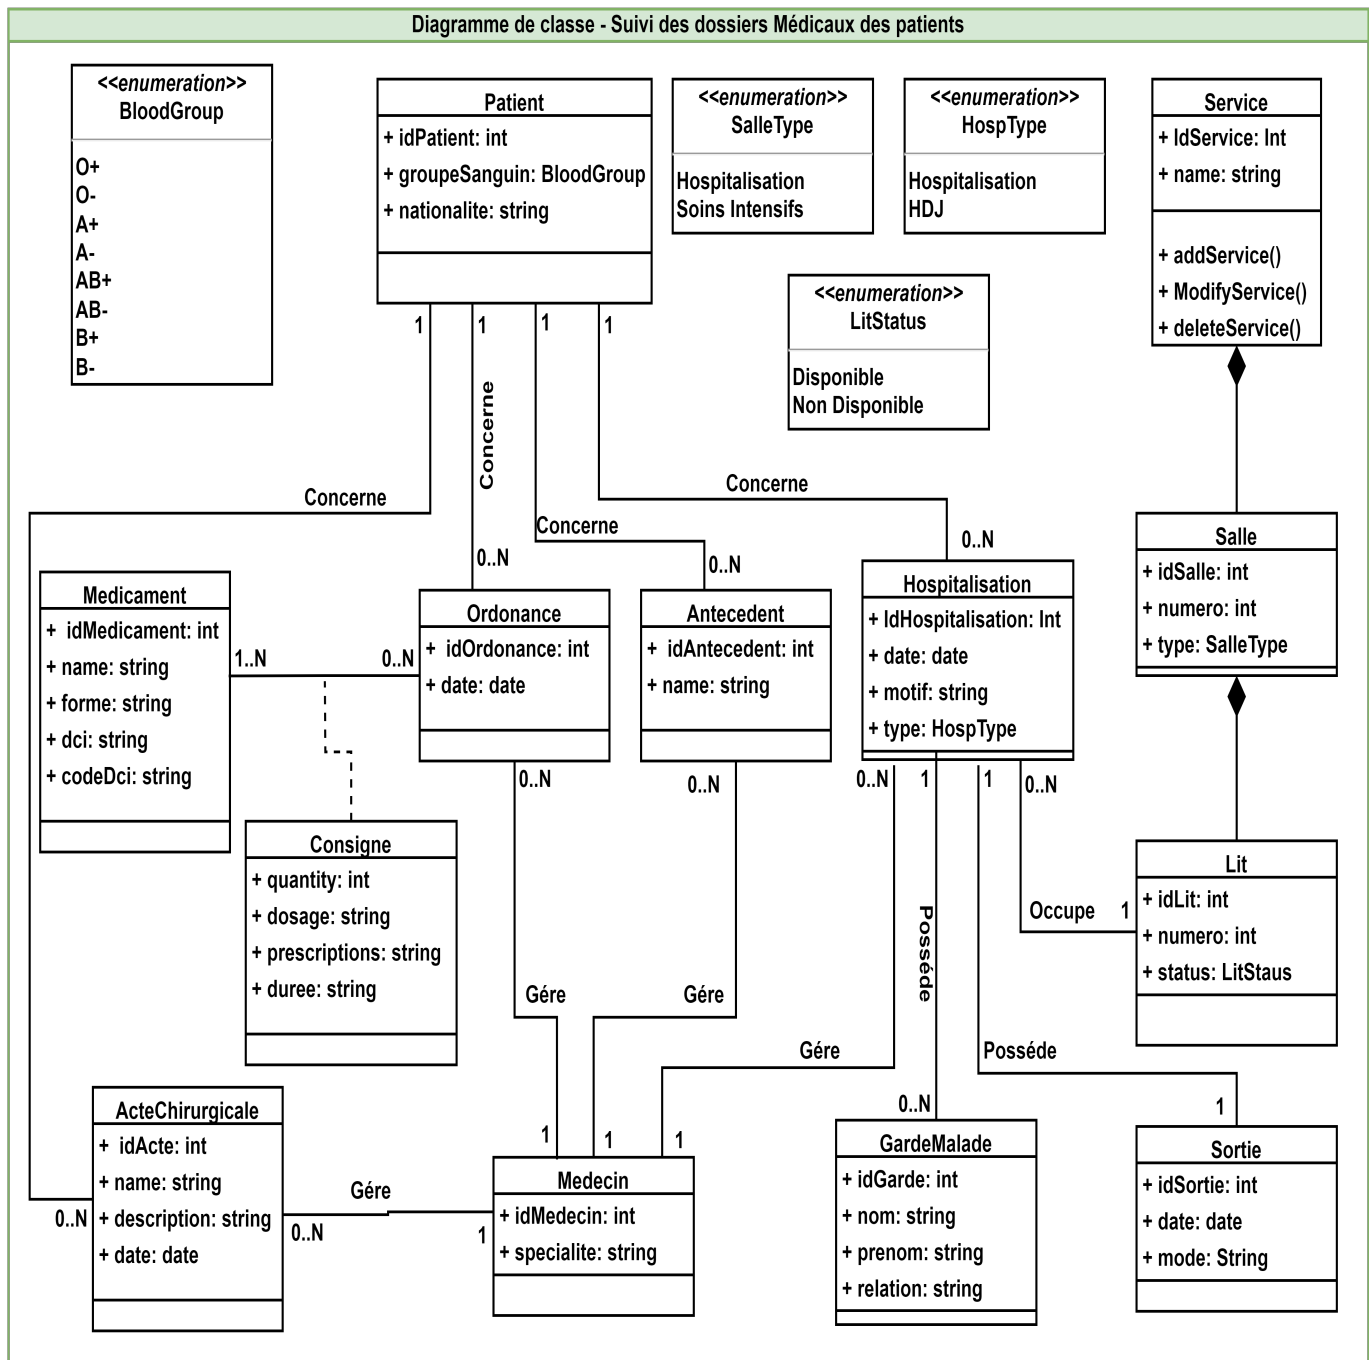 Diagramme de classe - Suivi des dossiers Médicaux des patients
<<enumeration>>
BloodGroup
O+
O-
A+
A-
AB+
AB-
B+
B-
Patient
+ idPatient: int
+ groupeSanguin: BloodGroup
+ nationalite: string
<<enumeration>>
SalleType
Hospitalisation
Soins Intensifs
<<enumeration>>
HospType
Hospitalisation
HDJ
<<enumeration>>
LitStatus
Disponible
Non Disponible
Service
+ IdService: Int
+ name: string
+ addService()
+ ModifyService()
+ deleteService()
1
1
1
1
Concerne
Concerne
Concerne
Concerne
0..N
0..N
0..N
Salle
+ idSalle: int
+ numero: int
+ type: SalleType
Medicament
+ idMedicament: int
+ name: string
+ forme: string
+ dci: string
+ codeDci: string
1..N
0..N
Ordonance
+ idOrdonance: int
+ date: date
Antecedent
+ idAntecedent: int
+ name: string
Hospitalisation
+ IdHospitalisation: Int
+ date: date
+ motif: string
+ type: HospType
0..N
0..N
0..N
1
1
0..N
Consigne
+ quantity: int
+ dosage: string
+ prescriptions: string
+ duree: string
Lit
+ idLit: int
+ numero: int
+ status: LitStaus
Occupe
1
Posséde
Gére
Gére
Gére
Posséde
0..N
1
1
1
1
ActeChirurgicale
+ idActe: int
+ name: string
+ description: string
+ date: date
0..N
Gére
0..N
1
Medecin
+ idMedecin: int
+ specialite: string
GardeMalade
+ idGarde: int
+ nom: string
+ prenom: string
+ relation: string
Sortie
+ idSortie: int
+ date: date
+ mode: String